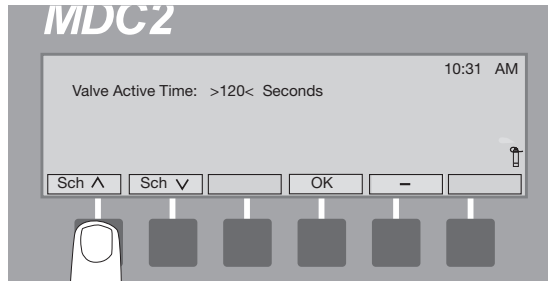 MDC2
10:31 AM
Valve Active Time: >120< Seconds
Sch ∧ Sch ∨ OK –